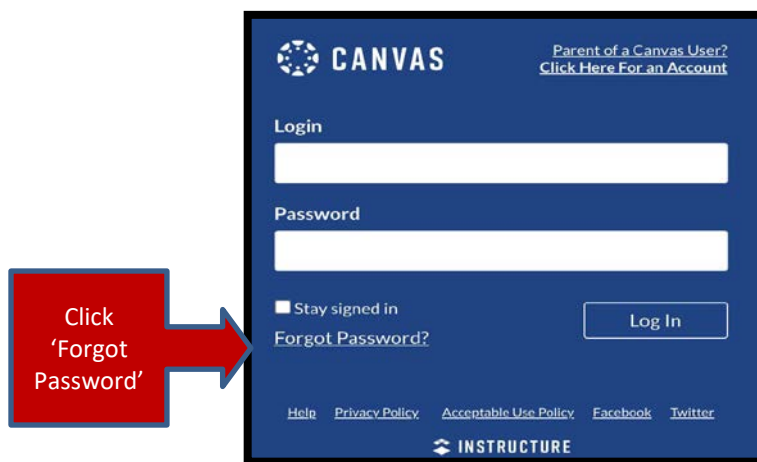 CANVAS
Parent of a Canvas User?
Click Here For an Account
Login
Password
Stay signed in
Log In
Forgot Password?
Click
‘Forgot
Password’
Help Privacy Policy Acceptable Use Policy Facebook Twitter
INSTRUCTURE